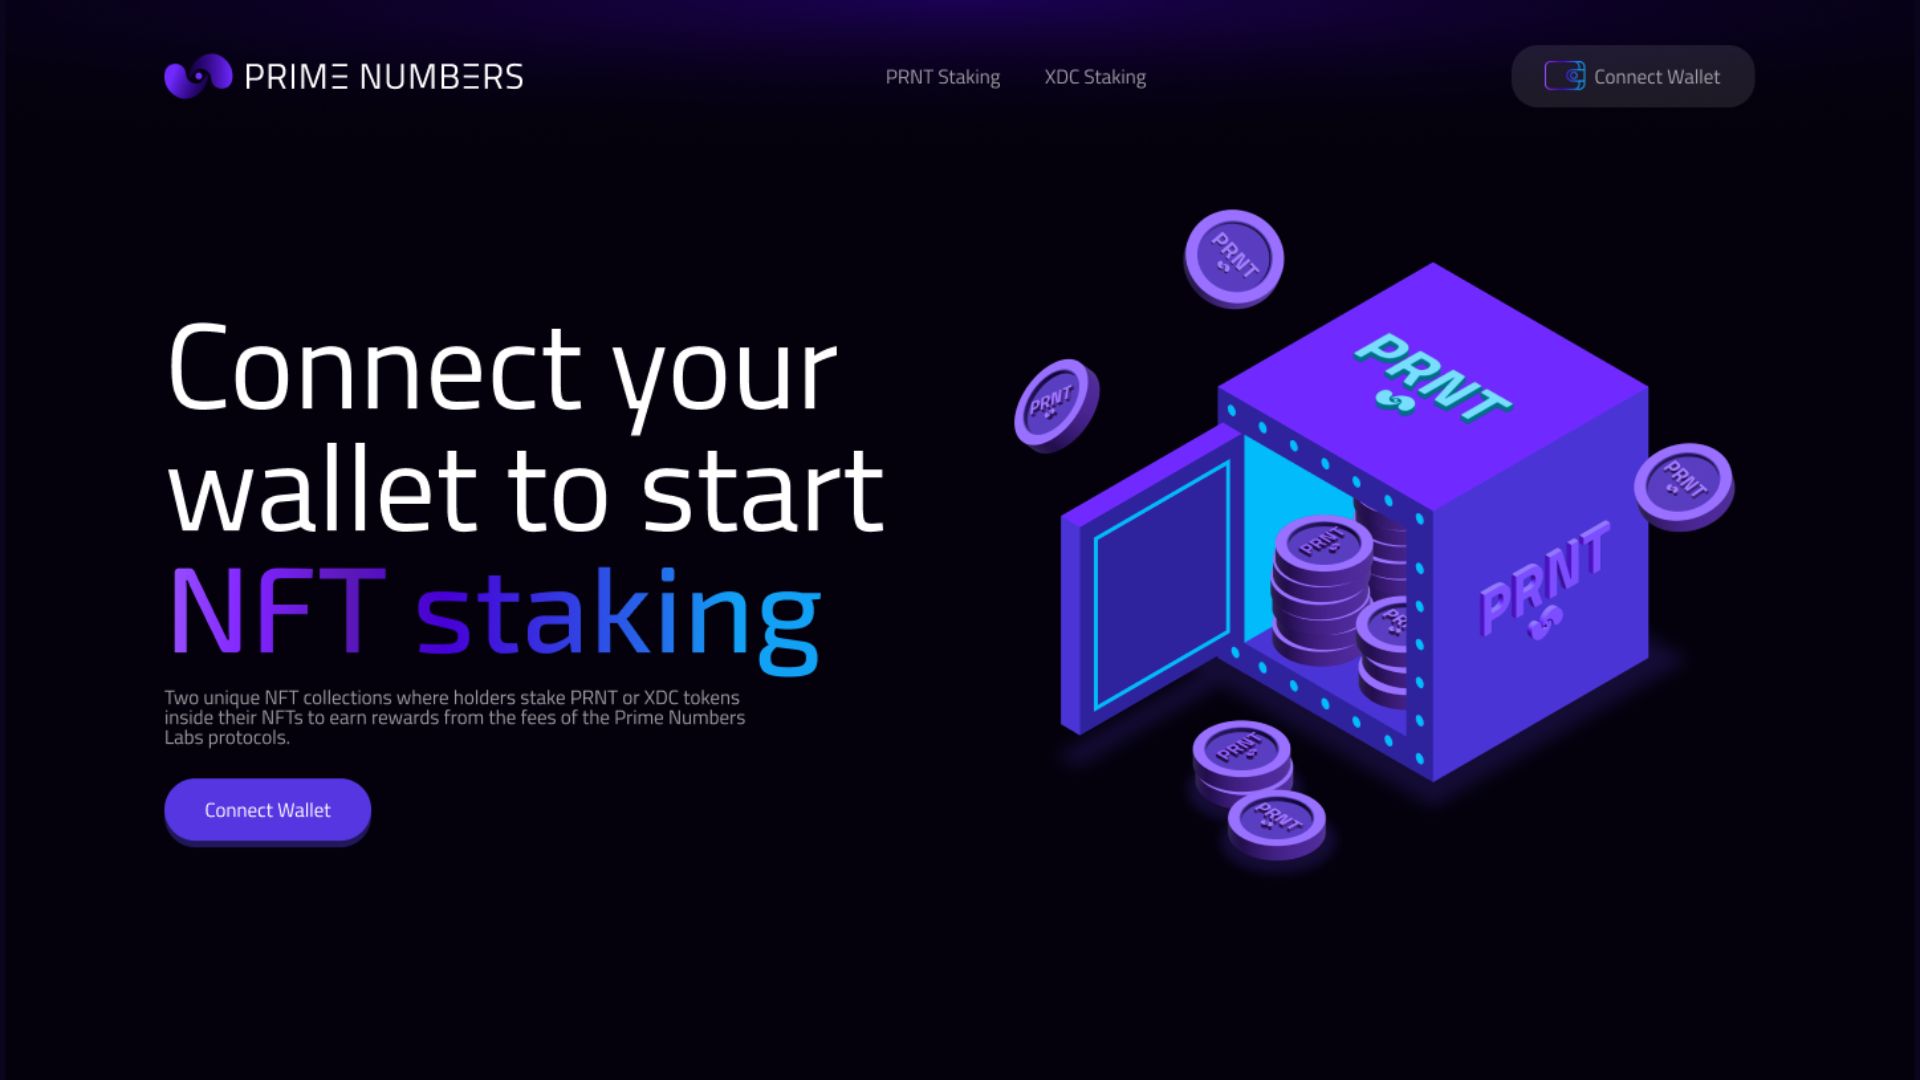 PRIME NUMBERS
PRNT Staking
XDC Staking
Connect Wallet
Connect your
wallet to start
NFT staking
Two unique NFT collections where holders stake PRNT or XDC tokens
inside their NFTs to earn rewards from the fees of the Prime Numbers
Labs protocols.
Connect Wallet
PRNT
PRNT
PRNT
PRNT
PRNT
PRNT
PRNT
PRNT